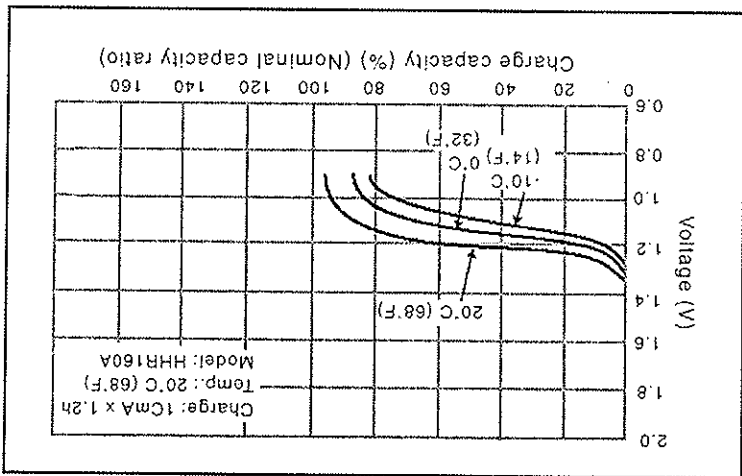 Charge: 1CmA x 1.2h
Temp.: 20°C (68°F)
Model: HHR160A
Voltage (V)
2.0
1.8
1.6
1.4
1.2
1.0
0.8
0.6
20°C (68°F)
-10°C
(14°F)
0°C
(32°F)
0 20 40 60 80 100 120 140 160
Charge capacity (%) (Nominal capacity ratio)